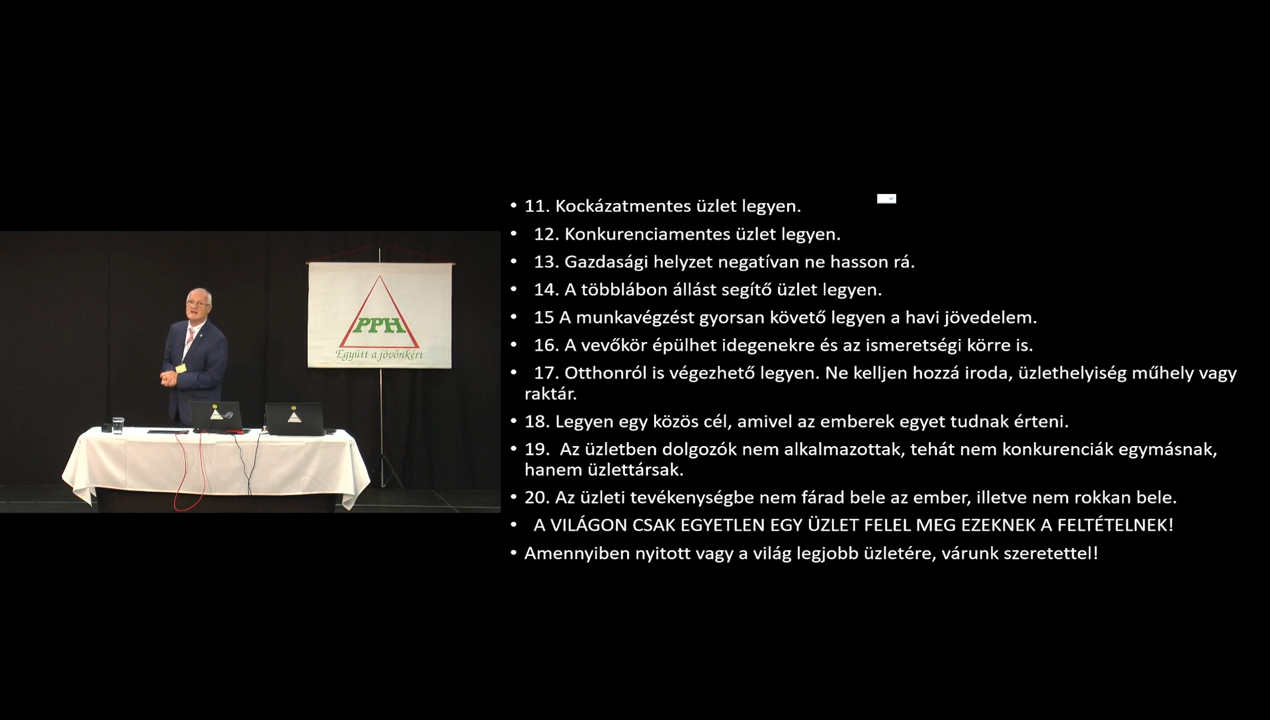 • 11. Kockázatmentes üzlet legyen.
• 12. Konkurenciamentes üzlet legyen.
• 13. Gazdasági helyzet negatívan ne hasson rá.
• 14. A többlábon állást segítő üzlet legyen.
• 15 A munkavégzést gyorsan követő legyen a havi jövedelem.
• 16. A vevőkör épülhet idegenekre és az ismeretségi körre is.
• 17. Otthonról is végezhető legyen. Ne kelljen hozzá iroda, üzlethelyiség műhely vagy
raktár.
• 18. Legyen egy közös cél, amivel az emberek egyet tudnak érteni.
• 19. Az üzletben dolgozók nem alkalmazottak, tehát nem konkurenciák egymásnak,
hanem üzlettársak.
• 20. Az üzleti tevékenységbe nem fárad bele az ember, illetve nem rokkan bele.
• A VILÁGON CSAK EGYETLEN EGY ÜZLET FELEL MEG EZEKNEK A FELTÉTELNEK!
• Amennyiben nyitott vagy a világ legjobb üzletére, várunk szeretettel!
PPH
Együtt a jövőnkért